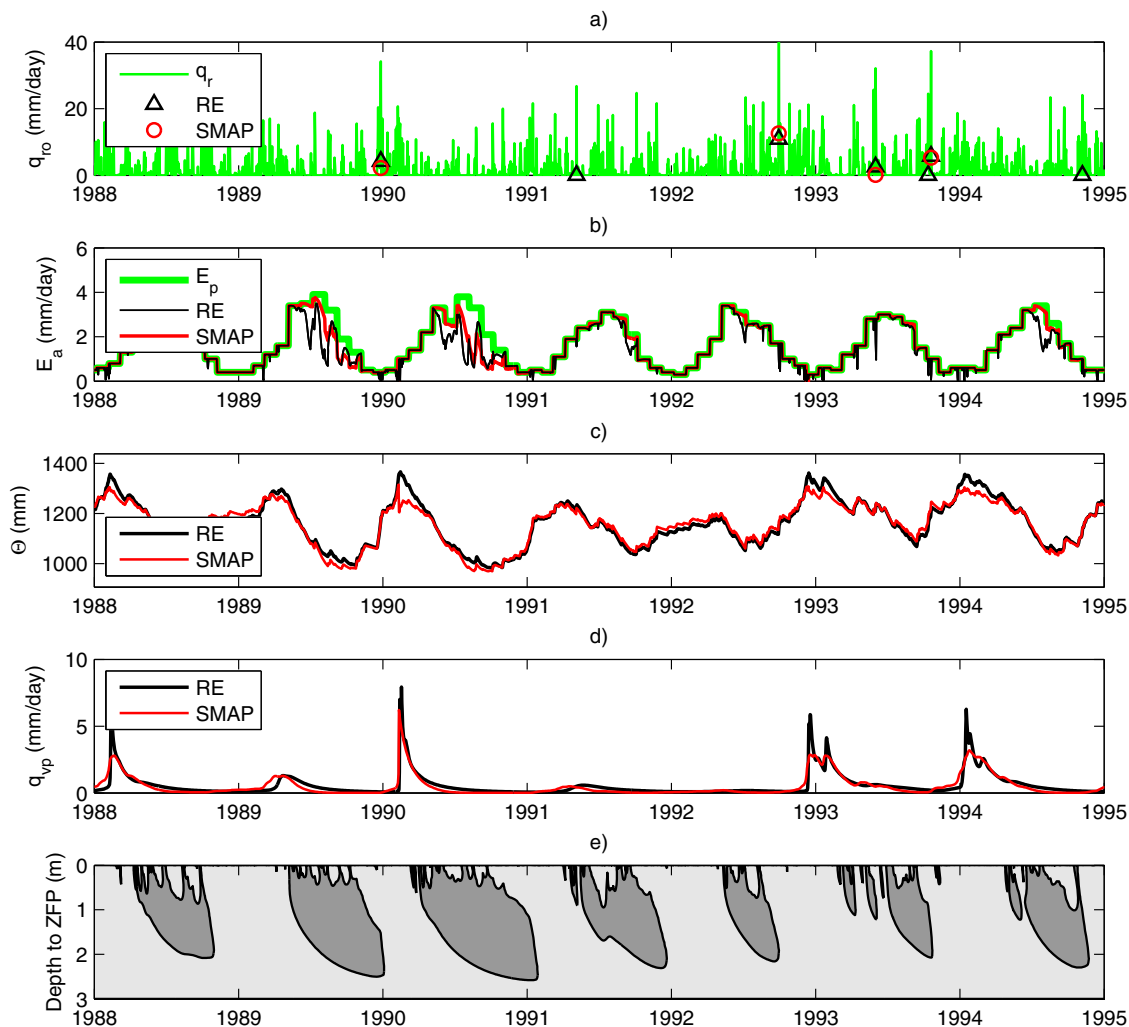 a)
q_ro (mm/day)
40
20
0
q_r
RE
SMAP
1988 1989 1990 1991 1992 1993 1994 1995
b)
E_a (mm/day)
6
4
2
0
E_p
RE
SMAP
1988 1989 1990 1991 1992 1993 1994 1995
c)
Θ (mm)
1400
1200
1000
RE
SMAP
1988 1989 1990 1991 1992 1993 1994 1995
d)
q_vp (mm/day)
10
5
0
RE
SMAP
1988 1989 1990 1991 1992 1993 1994 1995
e)
Depth to ZFP (m)
0
1
2
3
1988 1989 1990 1991 1992 1993 1994 1995